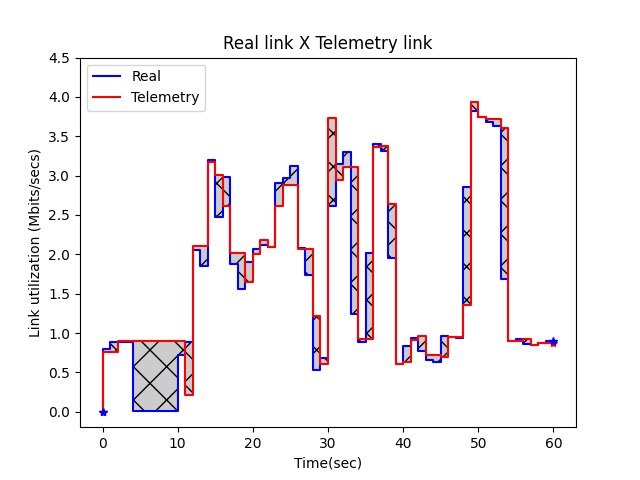 Real link X Telemetry link
Real
Telemetry
Link utilization (Mbits/secs)
4.5
4.0
3.5
3.0
2.5
2.0
1.5
1.0
0.5
0.0
0 10 20 30 40 50 60
Time(sec)